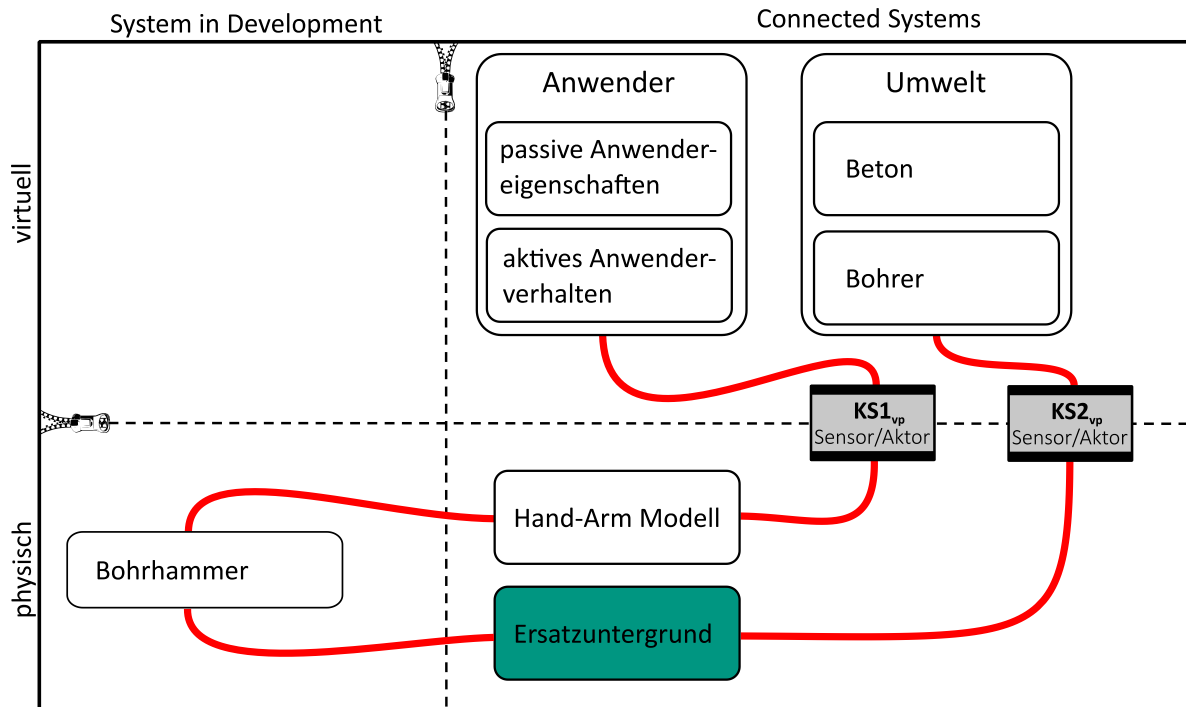 System in Development
Connected Systems
virtuell
Anwender
passive Anwender-
eigenschaften
aktives Anwender-
verhalten
Umwelt
Beton
Bohrer
KS1vp
Sensor/Aktor
KS2vp
Sensor/Aktor
physisch
Hand-Arm Modell
Bohrhammer
Ersatzuntergrund